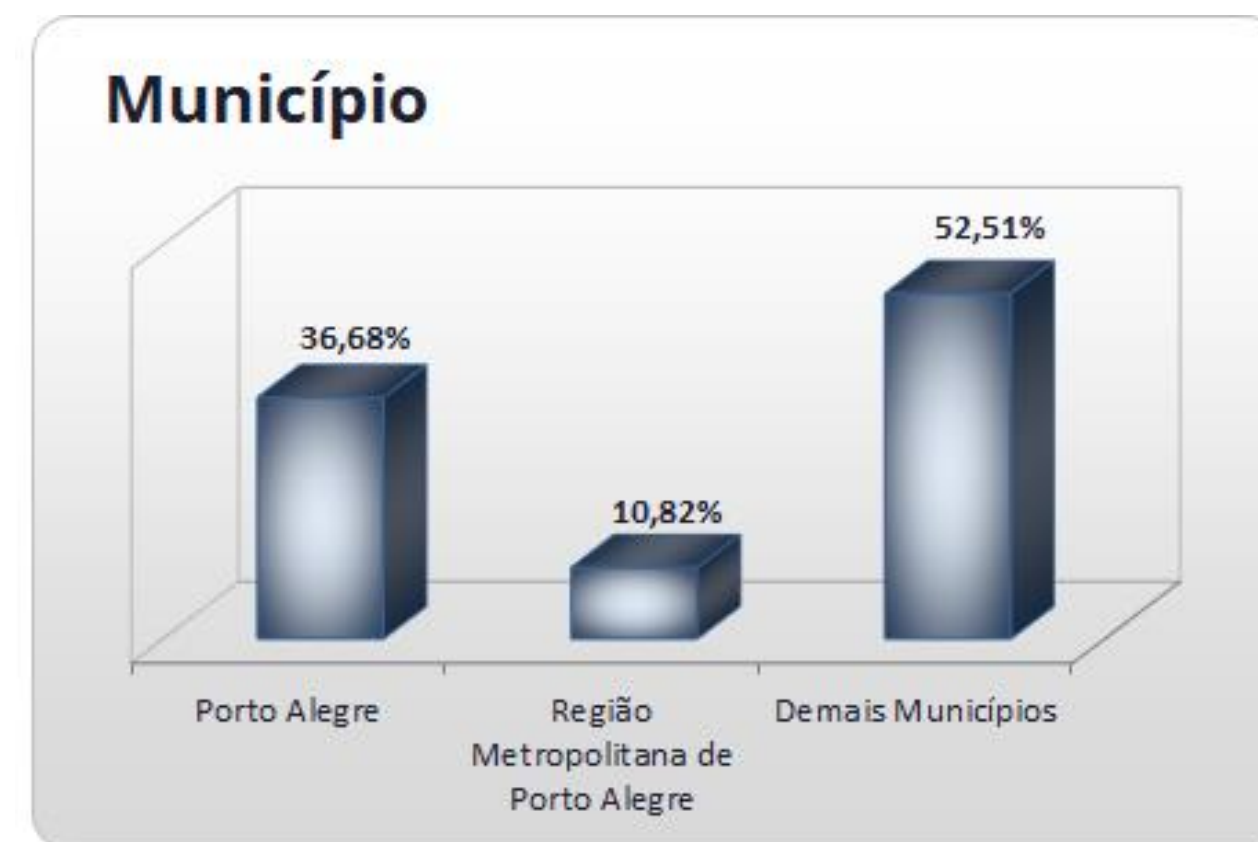 Município
52,51%
36,68%
10,82%
Porto Alegre
Região
Metropolitana de
Porto Alegre
Demais Municípios